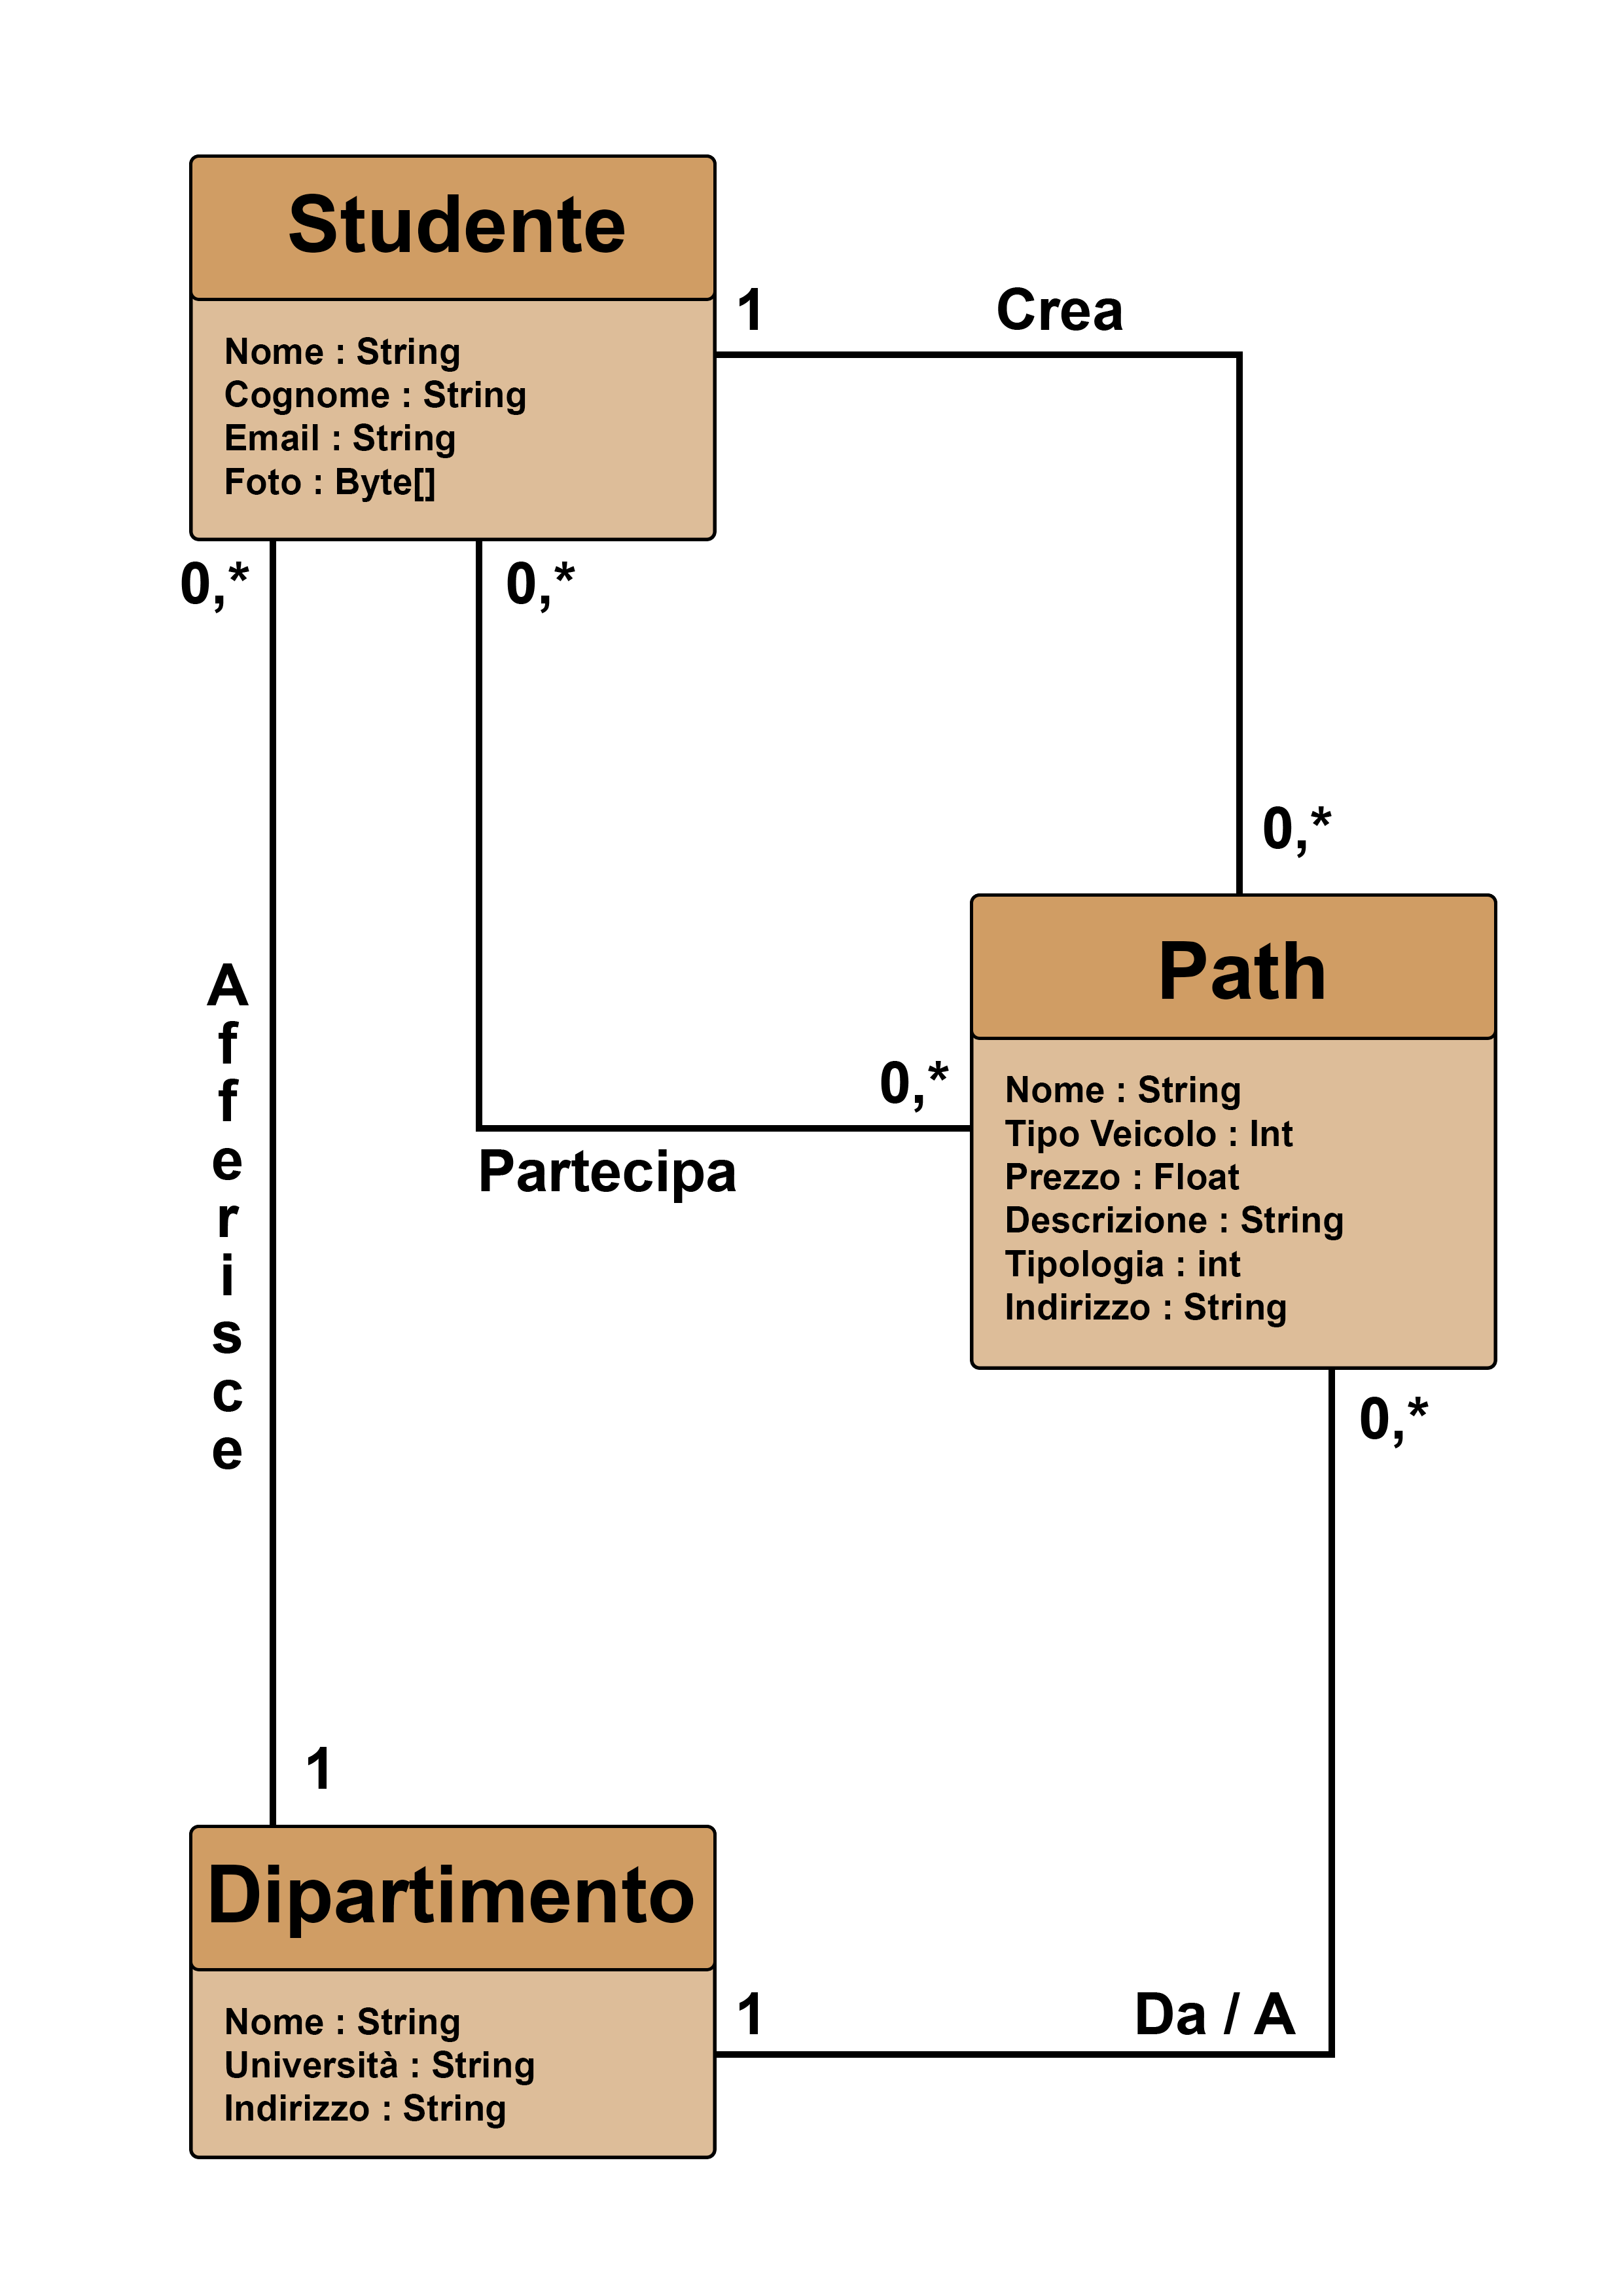 Studente
Nome : String
Cognome : String
Email : String
Foto : Byte[]
1
Crea
0,*
0,*
0,*
Path
Nome : String
Tipo Veicolo : Int
Prezzo : Float
Descrizione : String
Tipologia : int
Indirizzo : String
0,*
Partecipa
Afferisce
0,*
1
Dipartimento
Nome : String
Università : String
Indirizzo : String
1
Da / A